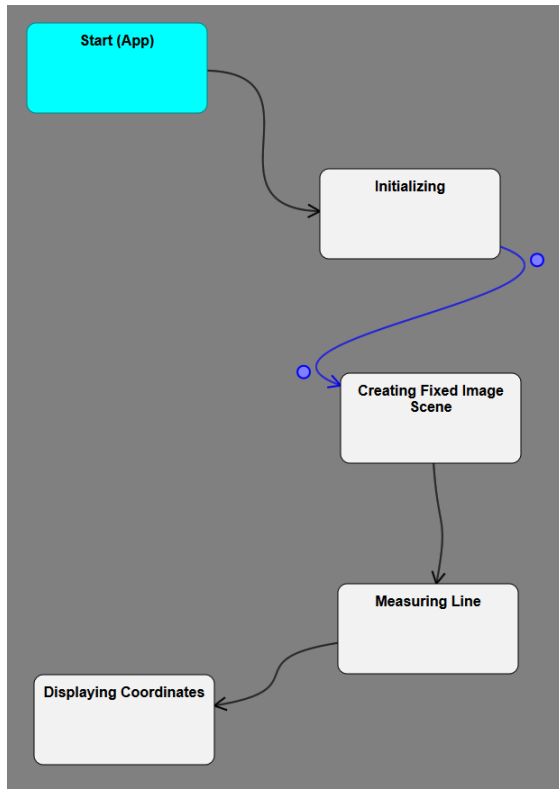 Start (App)
Initializing
Creating Fixed Image
Scene
Measuring Line
Displaying Coordinates